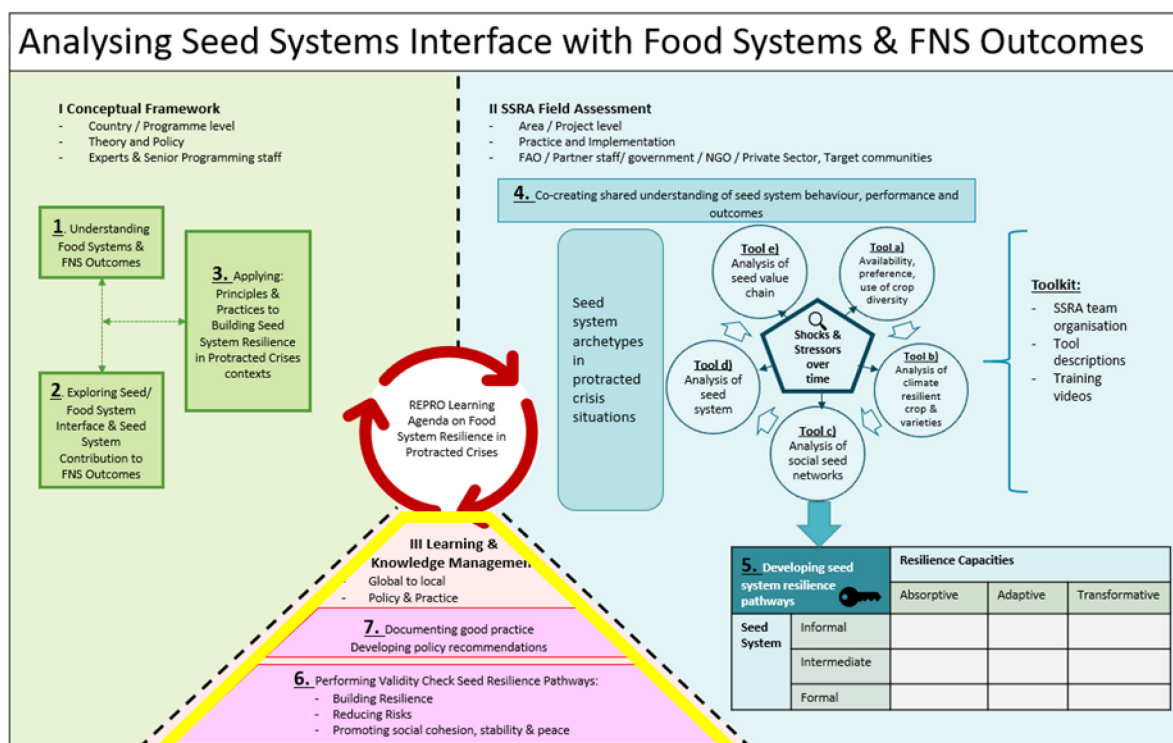 Analysing Seed Systems Interface with Food Systems & FNS Outcomes
I Conceptual Framework
- Country / Programme level
- Theory and Policy
- Experts & Senior Programming staff
1. Understanding
Food Systems &
FNS Outcomes
2. Exploring Seed/
Food System
Interface & Seed
System
Contribution to
FNS Outcomes
3. Applying:
Principles &
Practices to
Building Seed
System Resilience
in Protracted Crises
contexts
REPRO Learning
Agenda on Food
System Resilience in
Protracted Crises
II SSRA Field Assessment
- Area / Project level
- Practice and Implementation
- FAO / Partner staff/ government / NGO / Private Sector, Target communities
4. Co-creating shared understanding of seed system behaviour, performance and
outcomes
Seed
system
archetypes
in
protracted
crisis
situations
Tool e)
Analysis of
seed value
chain
Tool a)
Availability,
preference,
use of crop
diversity
Shocks &
Stressors
over
time
Tool d)
Analysis of
seed
system
Tool b)
Analysis of
climate
resilient
crop &
varieties
Tool c)
Analysis of
social seed
networks
Toolkit:
- SSRA team
organisation
- Tool
descriptions
- Training
videos
5. Developing seed
system resilience
pathways
Resilience Capacities
Absorptive
Adaptive
Transformative
Seed
System
Informal
Intermediate
Formal
III Learning &
Knowledge Managemen
- Global to local
- Policy & Practice
7. Documenting good practice
Developing policy recommendations
6. Performing Validity Check Seed Resilience Pathways:
- Building Resilience
- Reducing Risks
- Promoting social cohesion, stability & peace